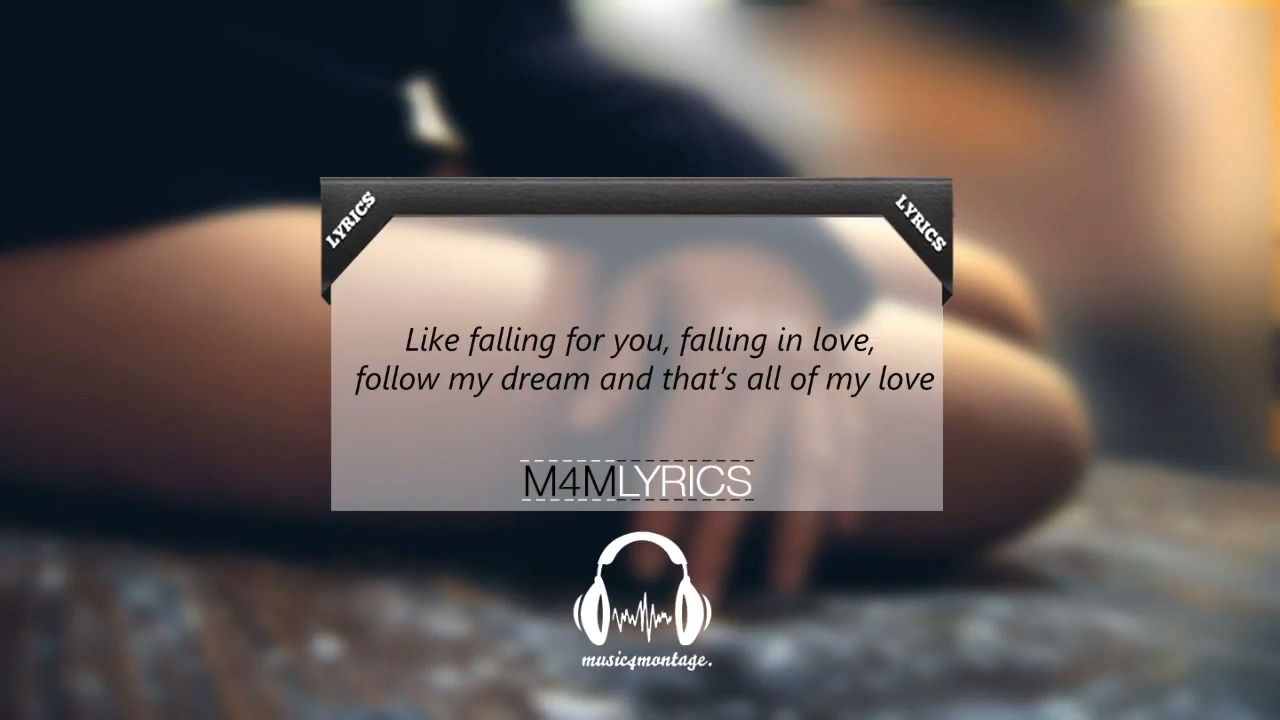 LYRICS
LYRICS
Like falling for you, falling in love,
follow my dream and that's all of my love
M4MLYRICS
music4montage.